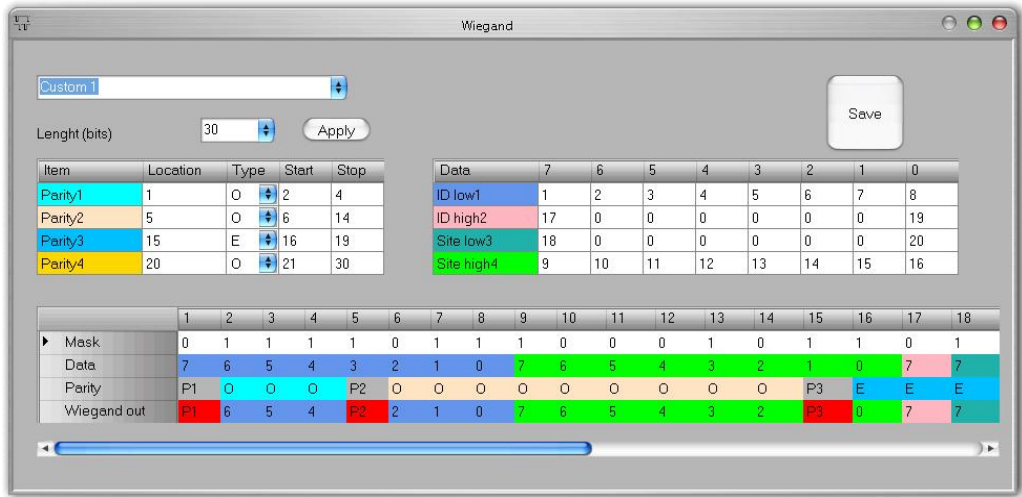 Wiegand
Custom 1
Save
Lenght (bits) 30 Apply
Item Location Type Start Stop
Parity1 1 O 2 4
Parity2 5 O 6 14
Parity3 15 E 16 19
Parity4 20 O 21 30
Data 7 6 5 4 3 2 1 0
ID low1 1 2 3 4 5 6 7 8
ID high2 17 0 0 0 0 0 0 19
Site low3 18 0 0 0 0 0 0 20
Site high4 9 10 11 12 13 14 15 16
1 2 3 4 5 6 7 8 9 10 11 12 13 14 15 16 17 18
Mask 0 1 1 1 1 0 1 1 1 0 0 0 1 0 1 1 0 1
Data 7 6 5 4 3 2 1 0 7 6 5 4 3 2 1 0 7 7
Parity P1 O O O P2 O O O O O O O O O P3 E E E
Wiegand out P1 6 5 4 P2 2 1 0 7 6 5 4 3 2 P3 0 7 7